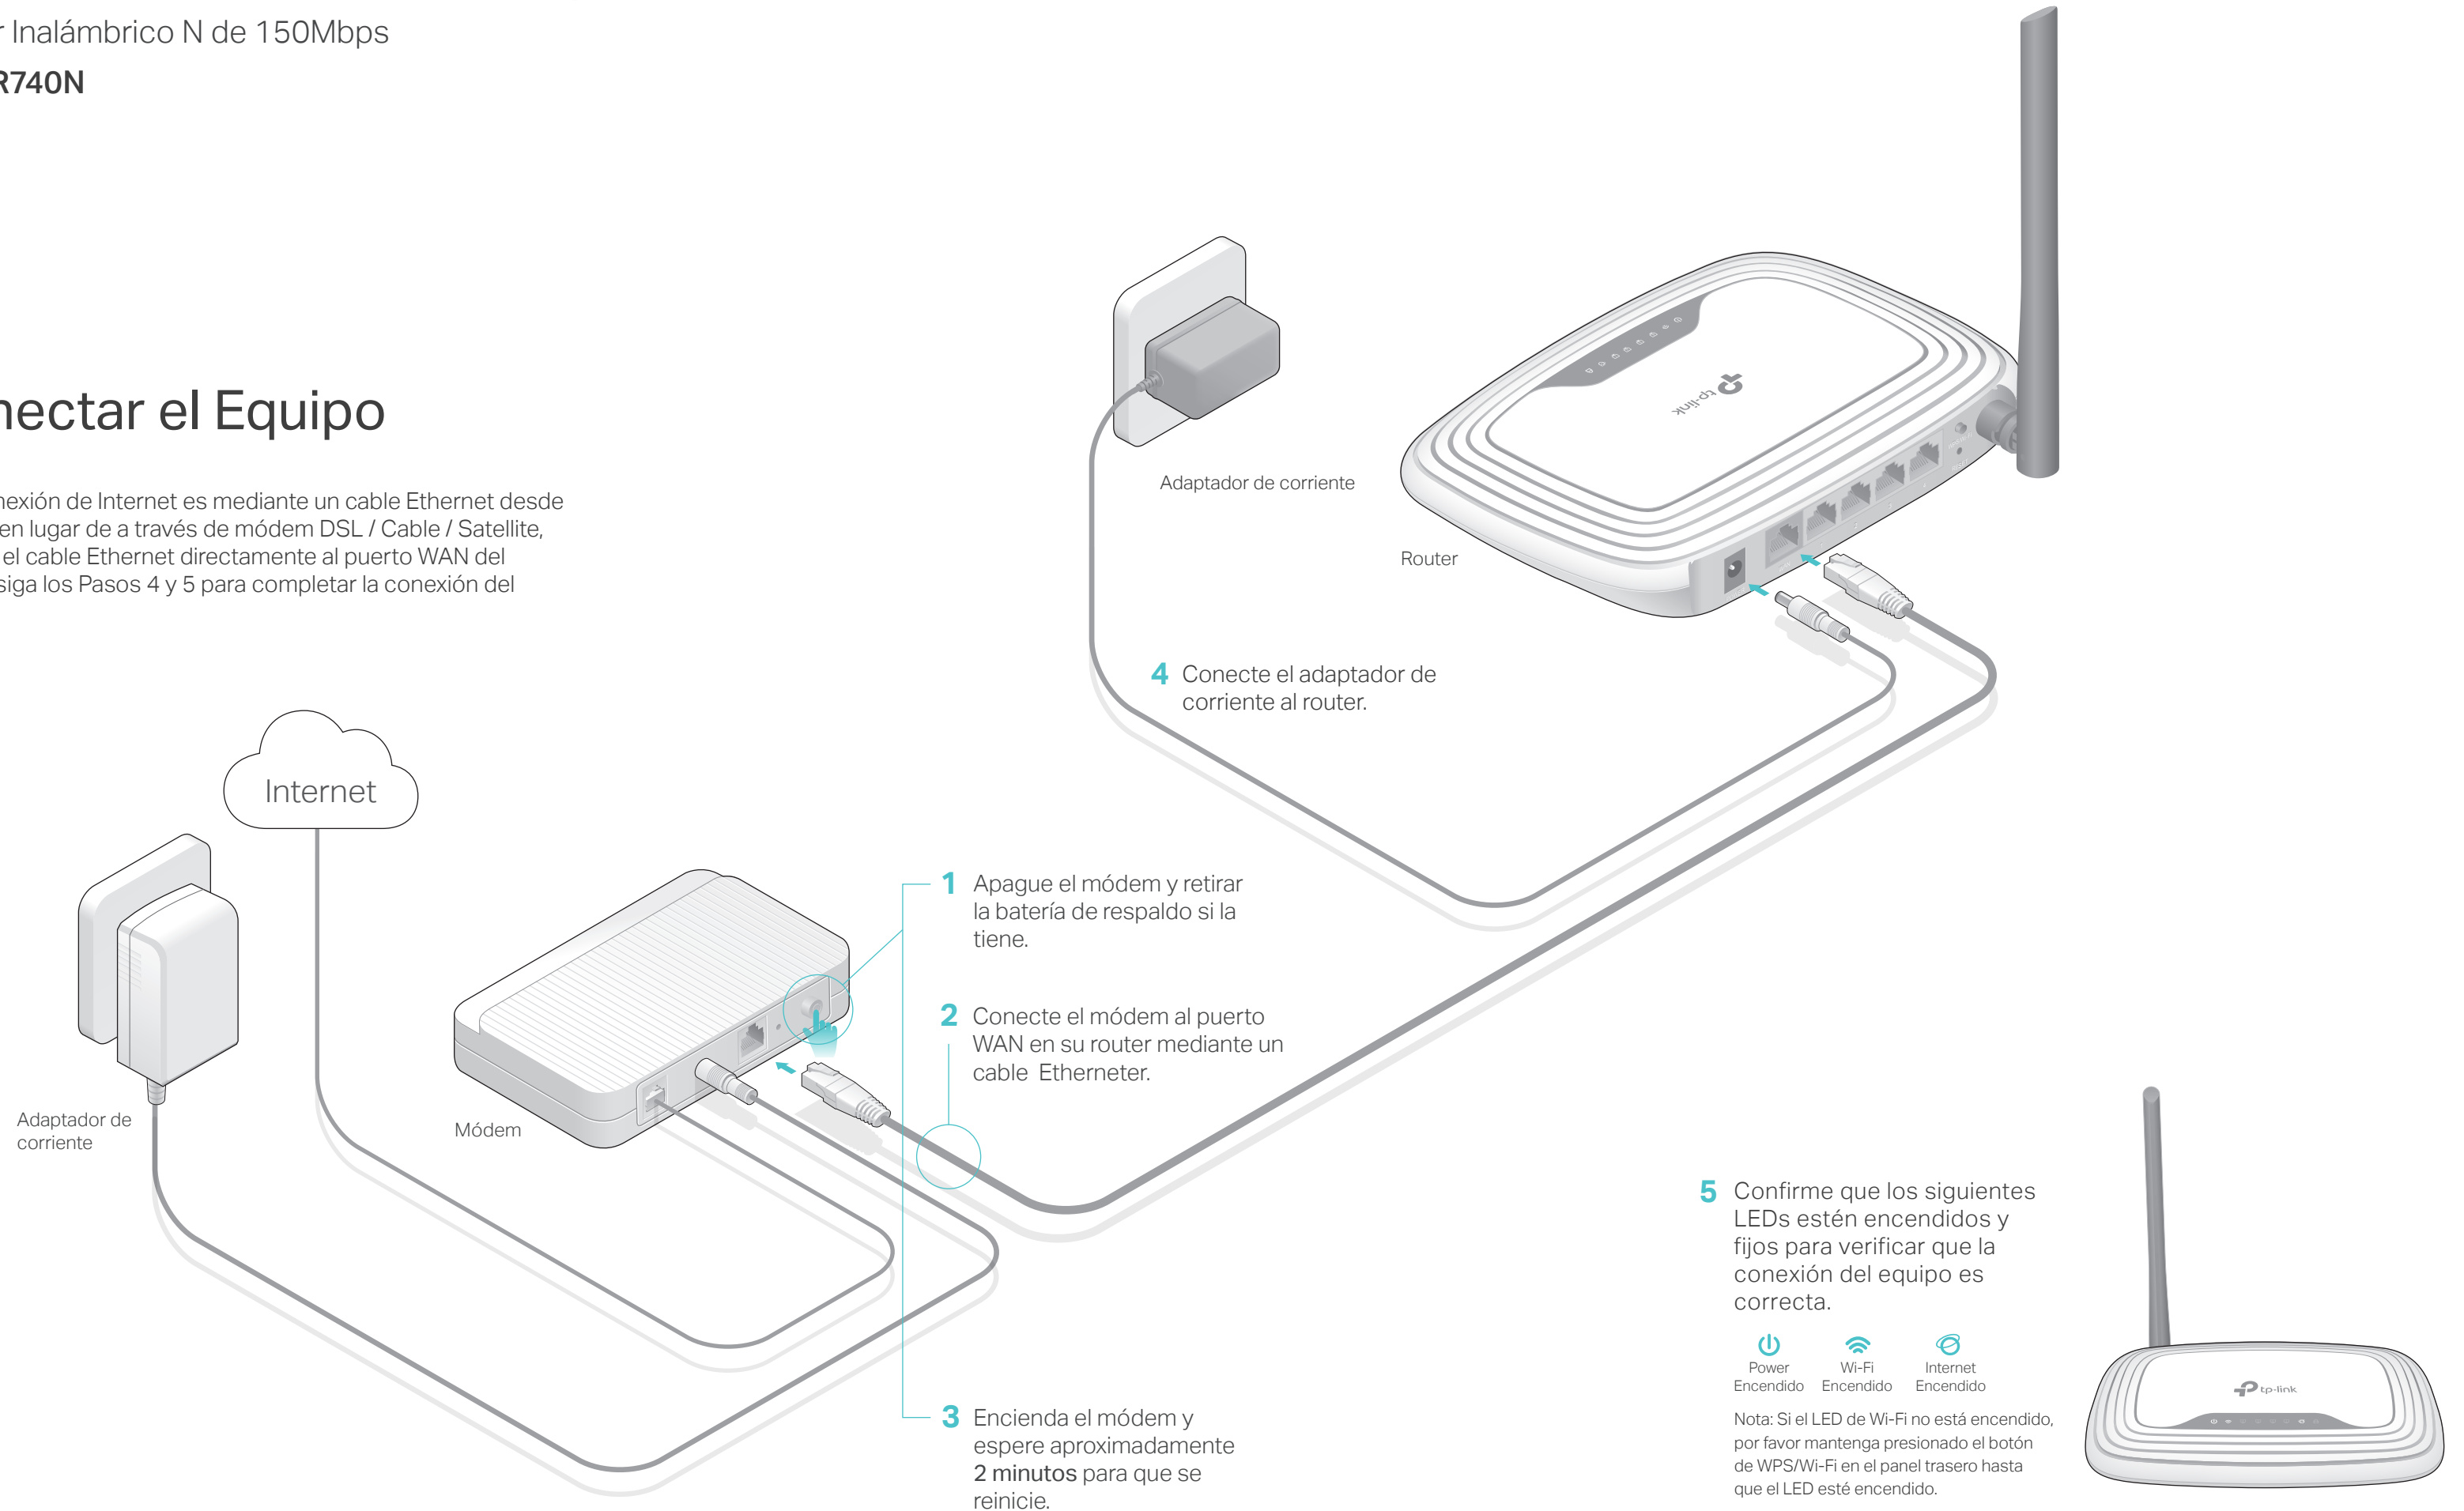 r Inalámbrico N de 150Mbps
R740N
nectar el Equipo
nexión de Internet es mediante un cable Ethernet desde
en lugar de a través de módem DSL / Cable / Satellite,
el cable Ethernet directamente al puerto WAN del
siga los Pasos 4 y 5 para completar la conexión del
Adaptador de corriente
tp-link
Router
4 Conecte el adaptador de
corriente al router.
Internet
1 Apague el módem y retirar
la batería de respaldo si la
tiene.
2 Conecte el módem al puerto
WAN en su router mediante un
cable Etherneter.
Adaptador de
corriente
Módem
3 Encienda el módem y
espere aproximadamente
2 minutos para que se
reinicie.
5 Confirme que los siguientes
LEDs estén encendidos y
fijos para verificar que la
conexión del equipo es
correcta.
Power
Encendido
Wi-Fi
Encendido
Internet
Encendido
Nota: Si el LED de Wi-Fi no está encendido,
por favor mantenga presionado el botón
de WPS/Wi-Fi en el panel trasero hasta
que el LED esté encendido.
tp-link